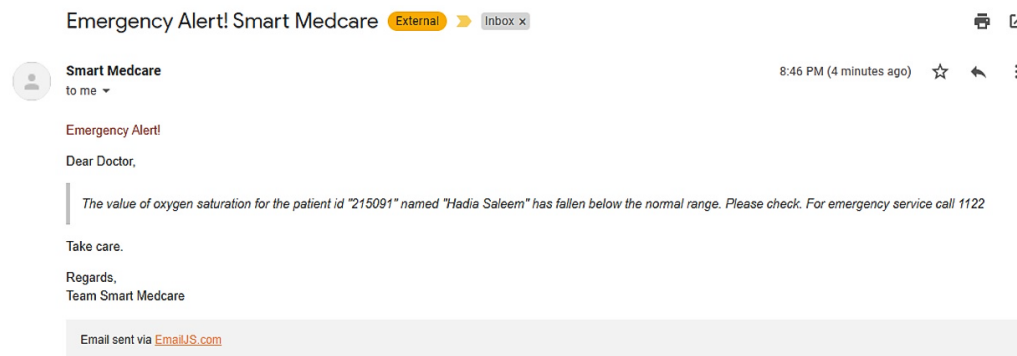 Emergency Alert! Smart Medcare External Inbox x
Smart Medcare 8:46 PM (4 minutes ago)
to me
Emergency Alert!
Dear Doctor,
The value of oxygen saturation for the patient id "215091" named "Hadia Saleem" has fallen below the normal range. Please check. For emergency service call 1122
Take care.
Regards,
Team Smart Medcare
Email sent via EmailJS.com